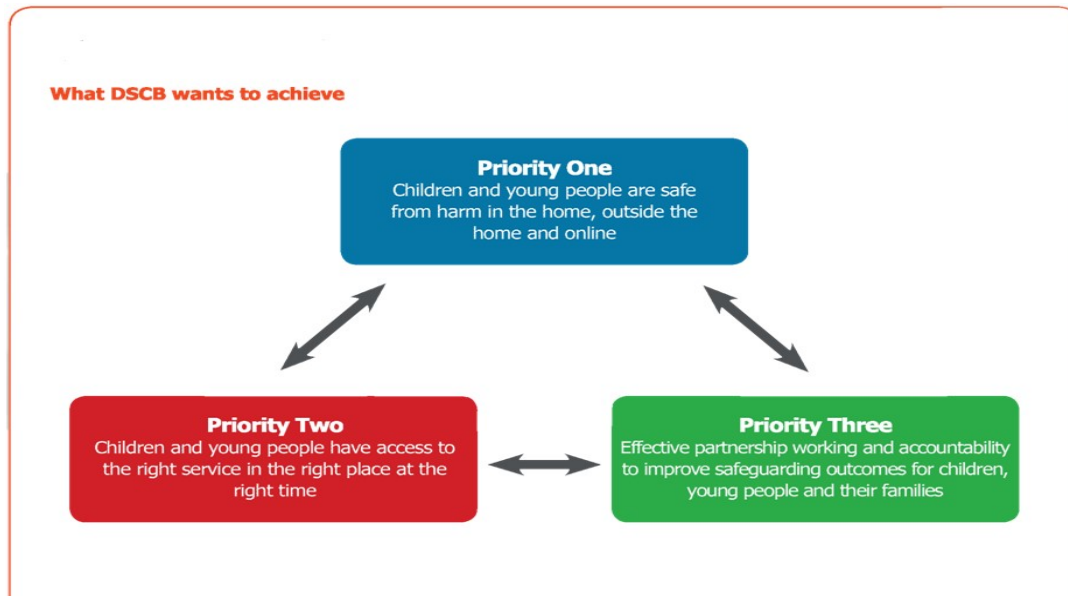 What DSCB wants to achieve
Priority One
Children and young people are safe
from harm in the home, outside the
home and online
Priority Two
Children and young people have access to
the right service in the right place at the
right time
Priority Three
Effective partnership working and accountability
to improve safeguarding outcomes for children,
young people and their families